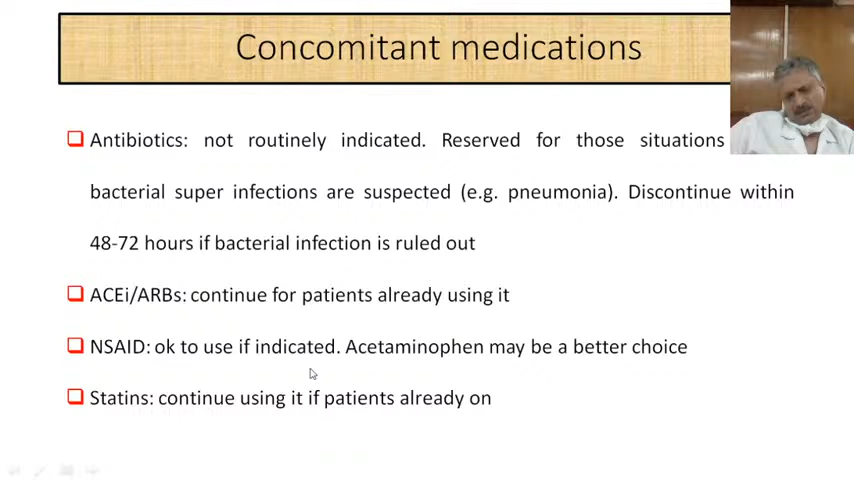 Concomitant medications
Antibiotics: not routinely indicated. Reserved for those situations
bacterial super infections are suspected (e.g. pneumonia). Discontinue within
48-72 hours if bacterial infection is ruled out
ACEi/ARBs: continue for patients already using it
NSAID: ok to use if indicated. Acetaminophen may be a better choice
Statins: continue using it if patients already on